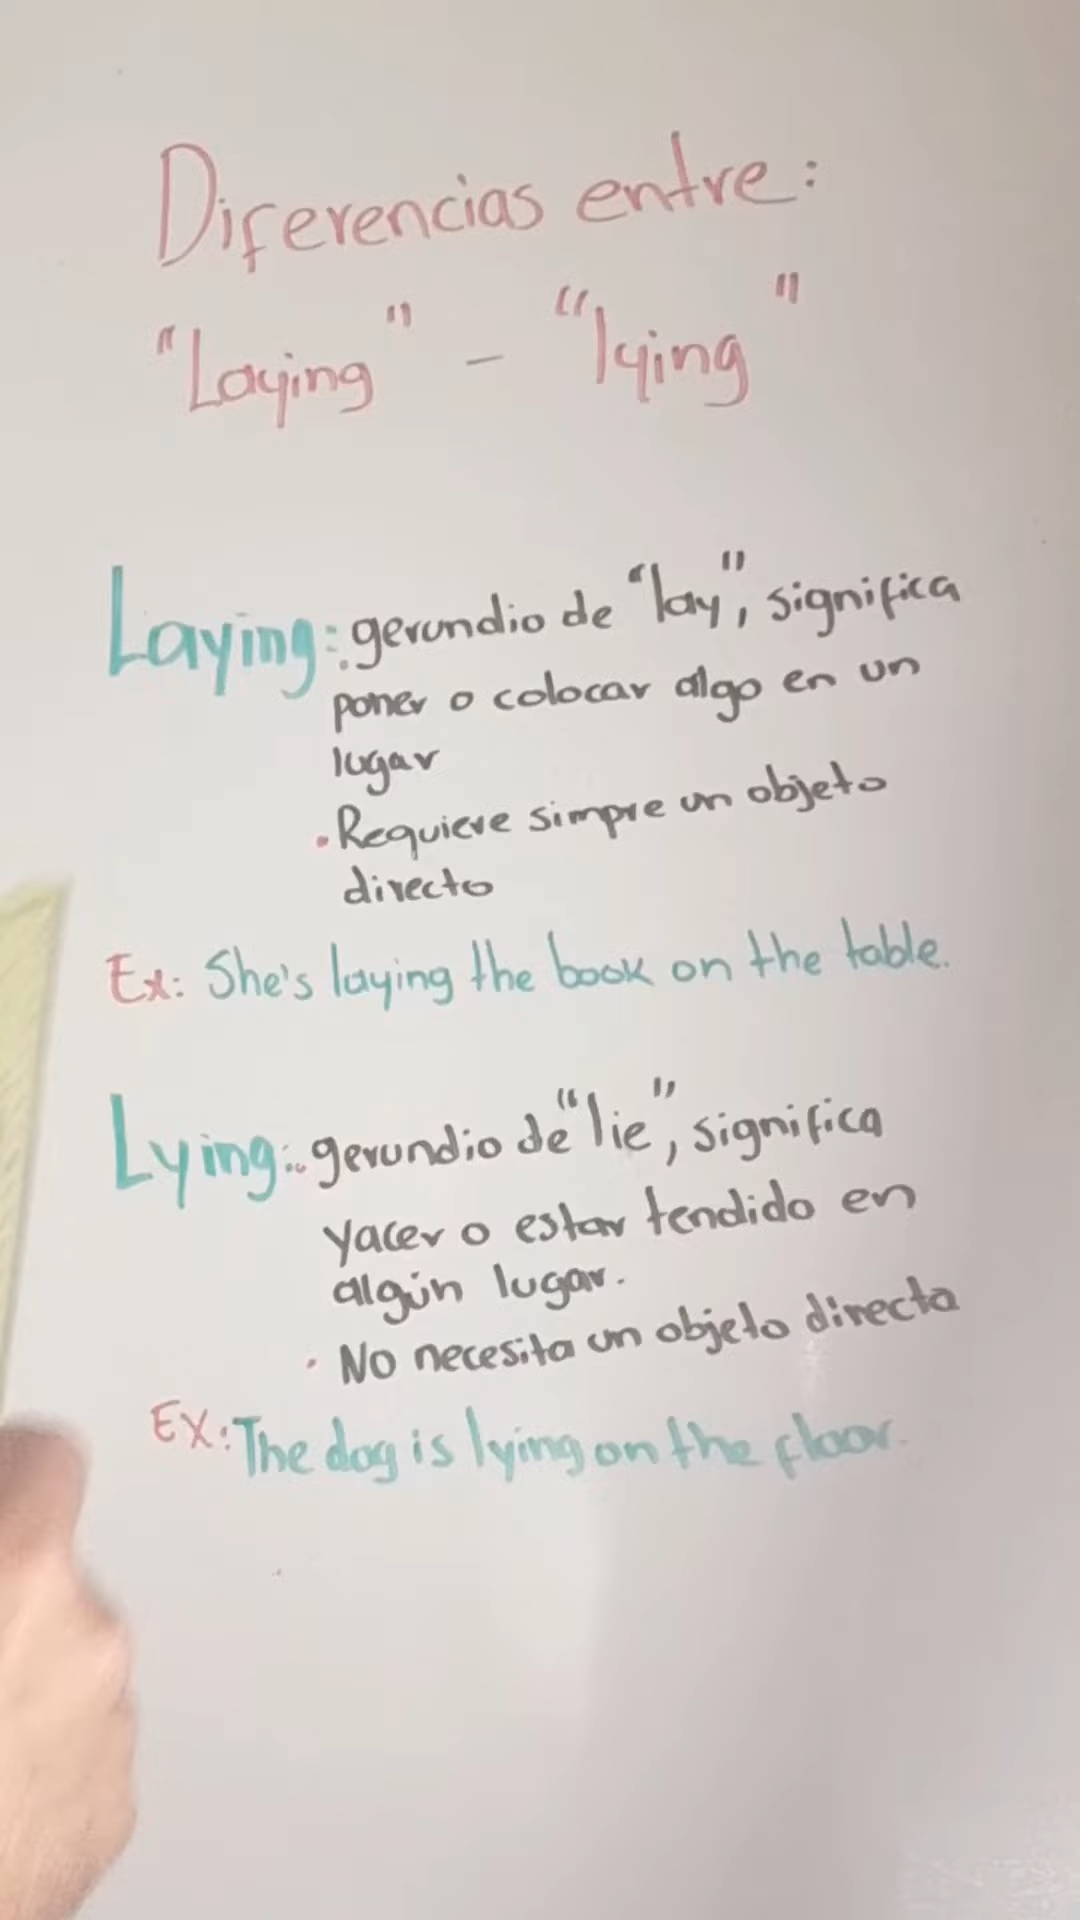 Diferencias entre:
"Laying" - "lying"
Laying: gerundio de "lay", significa
poner o colocar algo en un
lugar
. Requiere simpre un objeto
directo
Ex: She's laying the book on the table.
Lying: gerundio de "lie", significa
yacer o estar tendido en
algún lugar.
. No necesita un objeto directo
EX: The dog is lying on the floor.